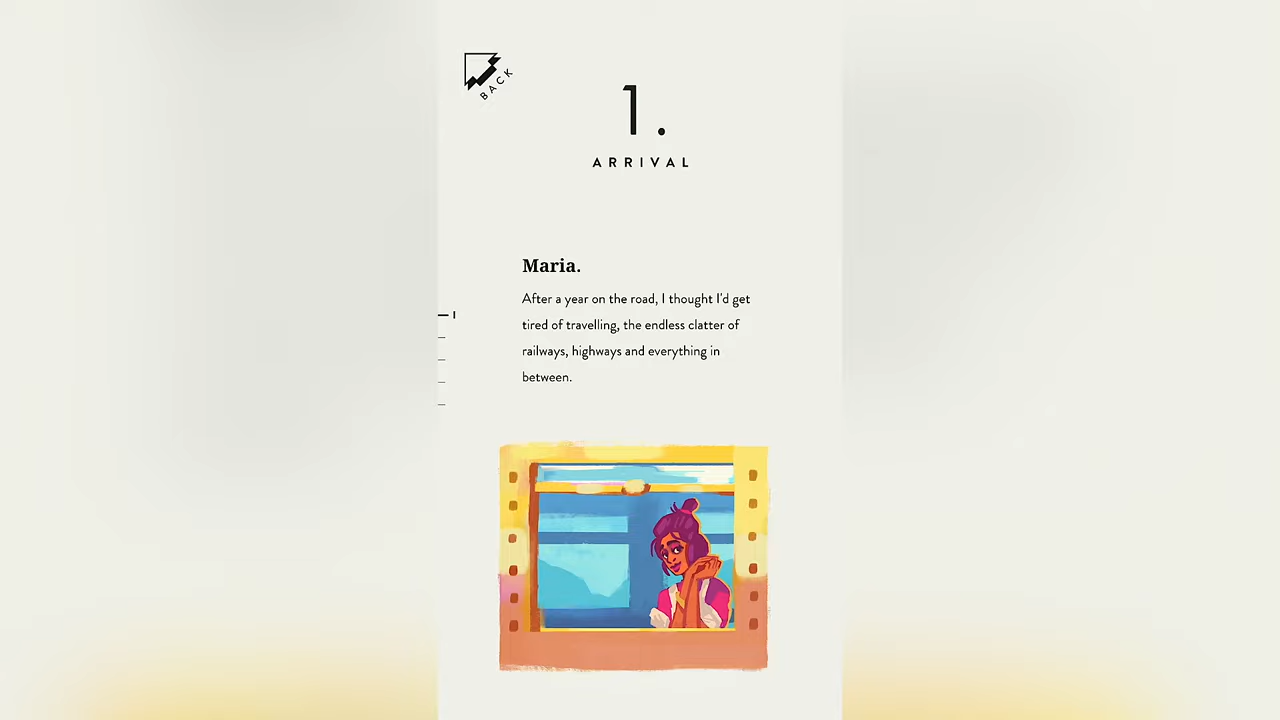 BACK
1.
ARRIVAL
Maria.
After a year on the road, I thought I'd get
tired of travelling, the endless clatter of
railways, highways and everything in
between.